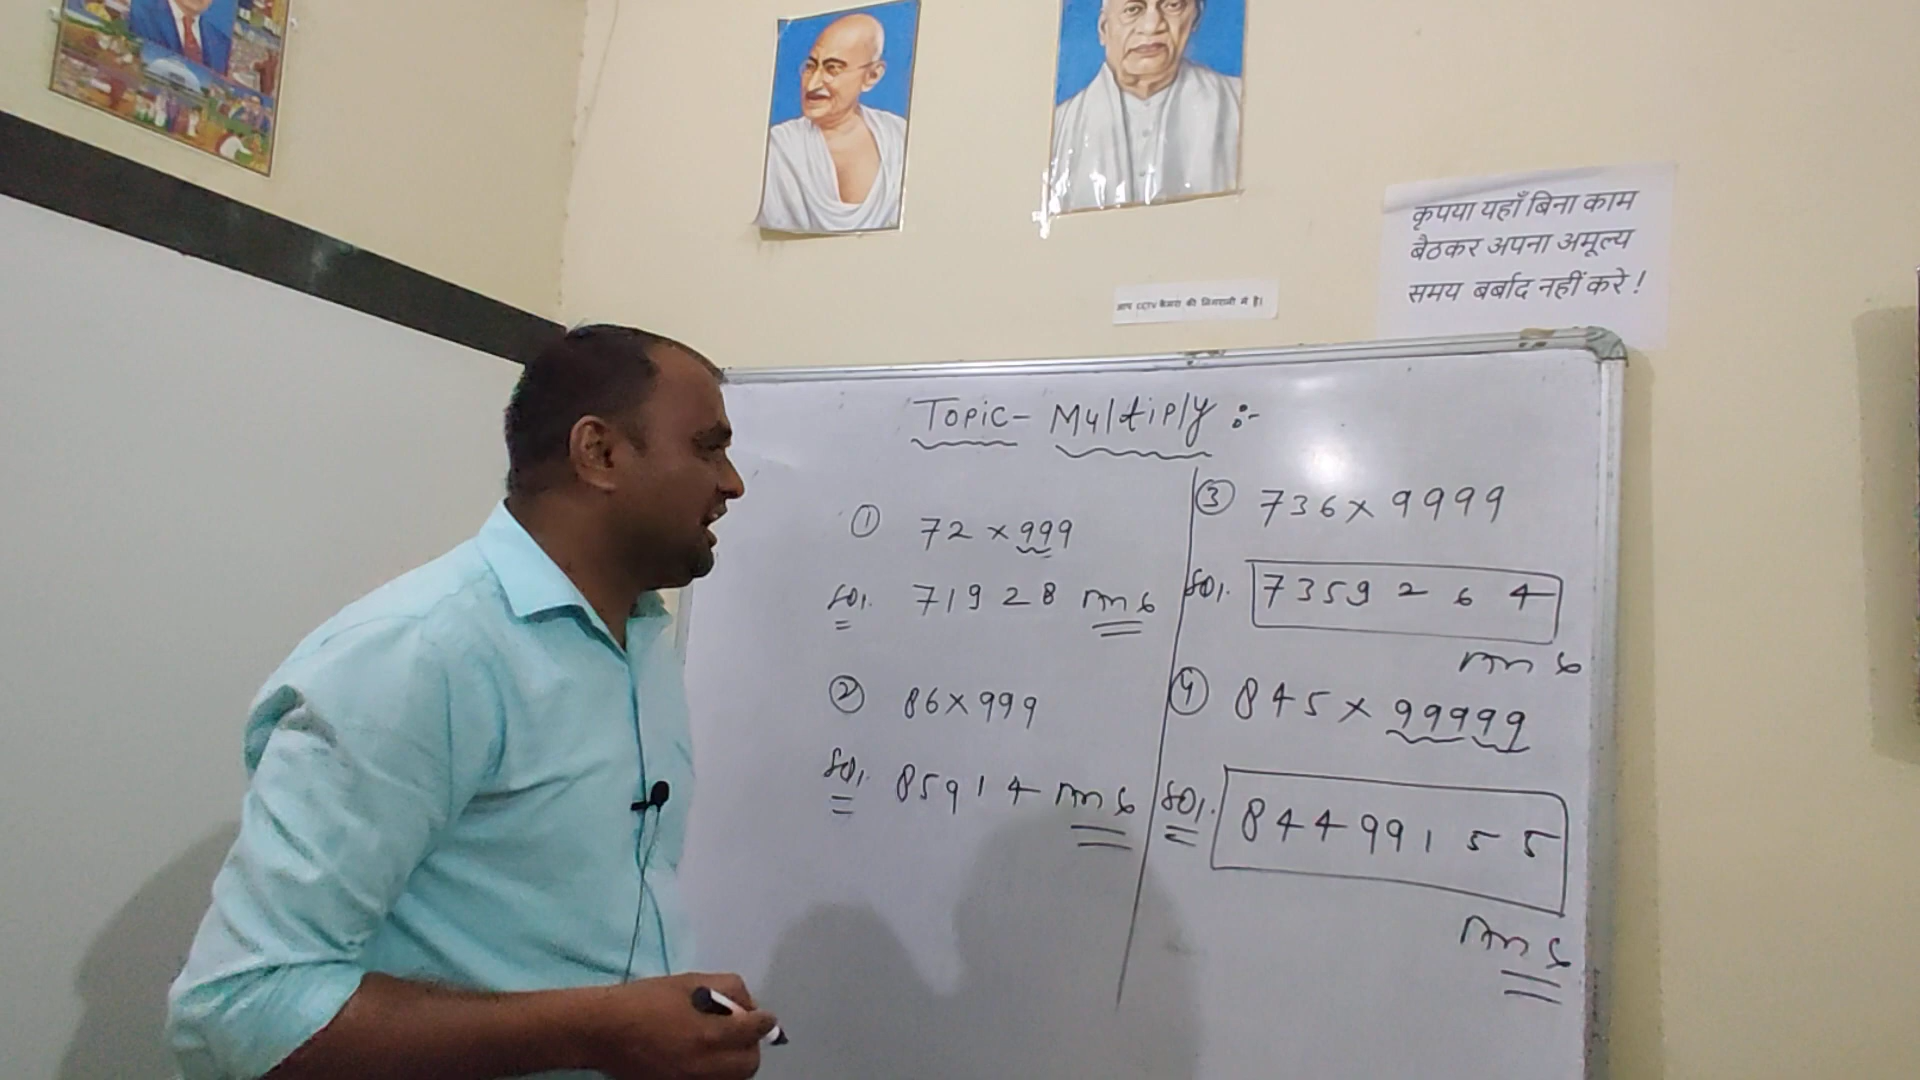 कृपया यहाँ बिना काम
बैठकर अपना अमूल्य
समय बर्बाद नहीं करे !
आप CCTV कैमरा की निगरानी में है।
Topic- Multiply :-
① 72 × 999
Sol. 71928 Ans
② 86×999
Sol. 85914 Ans
③ 736× 9999
Sol. 7359264
Ans
④ 845× 99999
Sol. 84499155
Ans